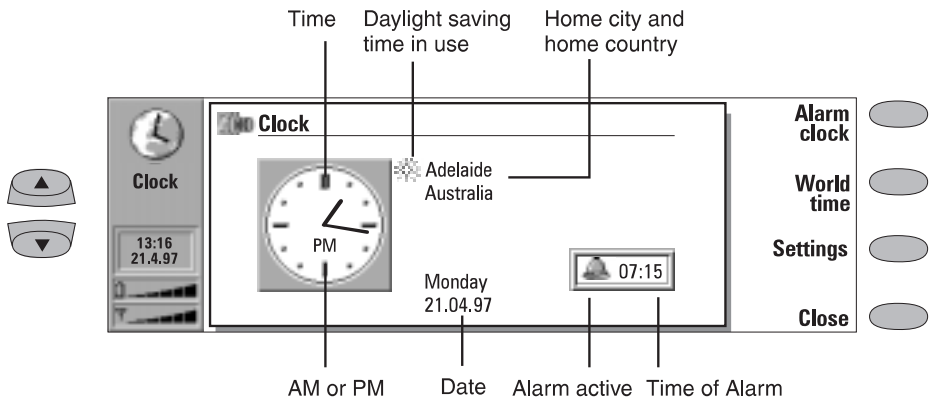 Time
Daylight saving
time in use
Home city and
home country
Clock
13:16
21.4.97
Clock
Adelaide
Australia
PM
Monday
21.04.97
07:15
Alarm
clock
World
time
Settings
Close
AM or PM
Date
Alarm active
Time of Alarm